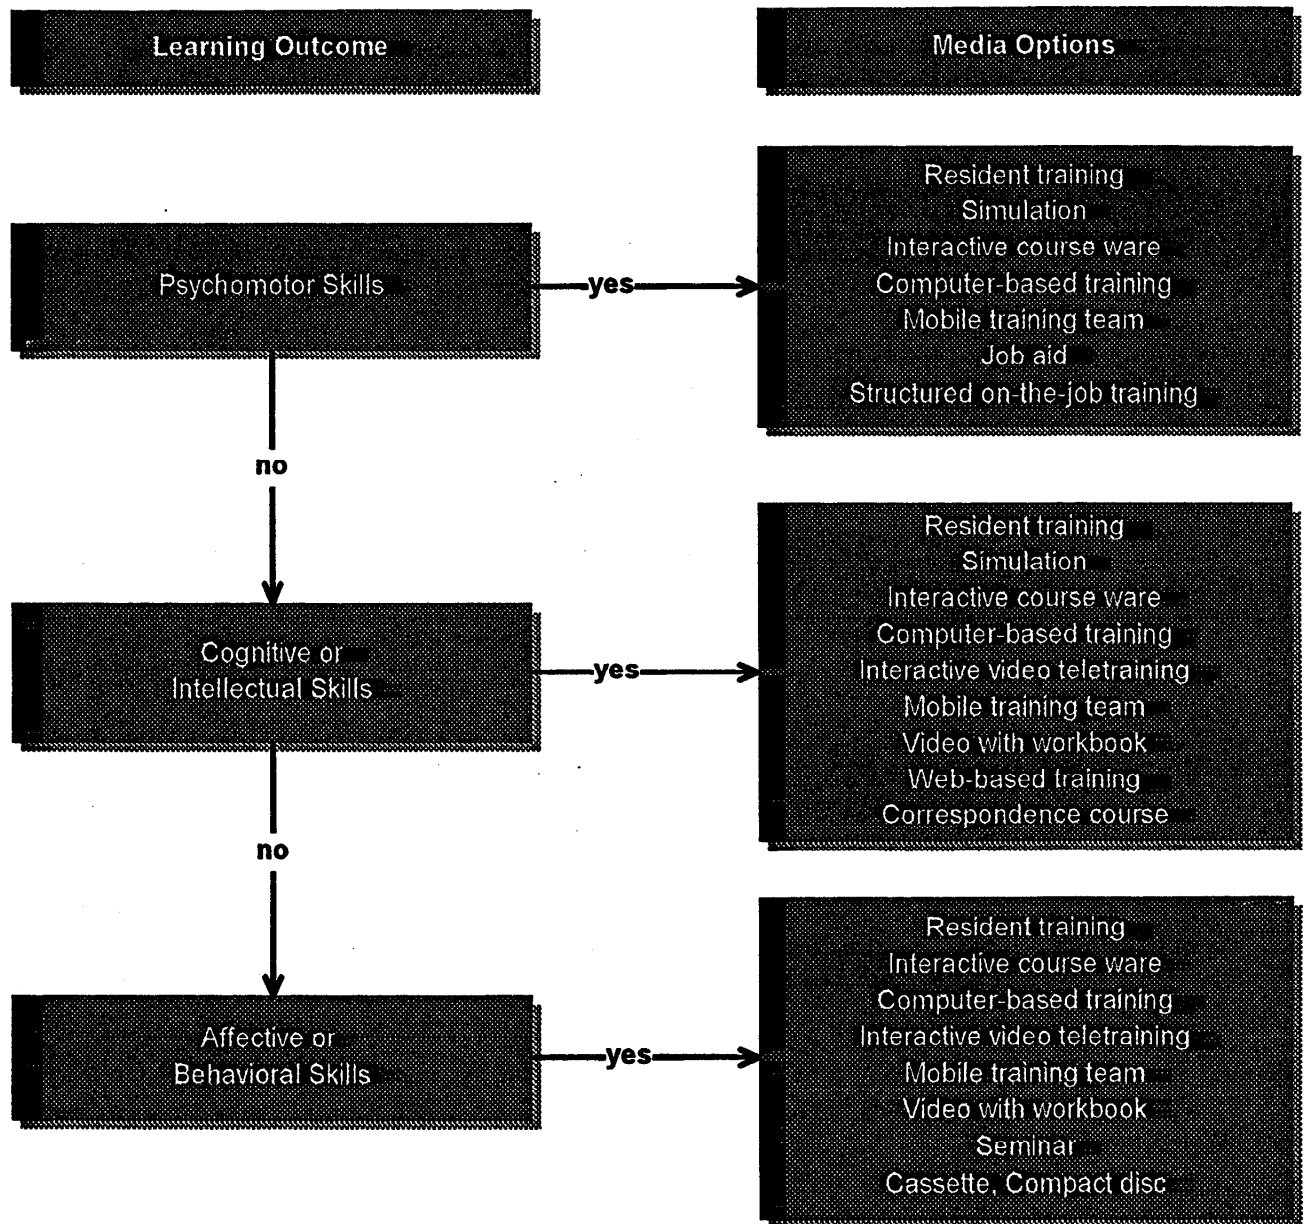 Learning Outcome
Media Options
Psychomotor Skills
yes
Resident training
Simulation
Interactive course ware
Computer-based training
Mobile training team
Job aid
Structured on-the-job training
no
Cognitive or
Intellectual Skills
yes
Resident training
Simulation
Interactive course ware
Computer-based training
Interactive video teletraining
Mobile training team
Video with workbook
Web-based training
Correspondence course
no
Affective or
Behavioral Skills
yes
Resident training
Interactive course ware
Computer-based training
Interactive video teletraining
Mobile training team
Video with workbook
Seminar
Cassette, Compact disc